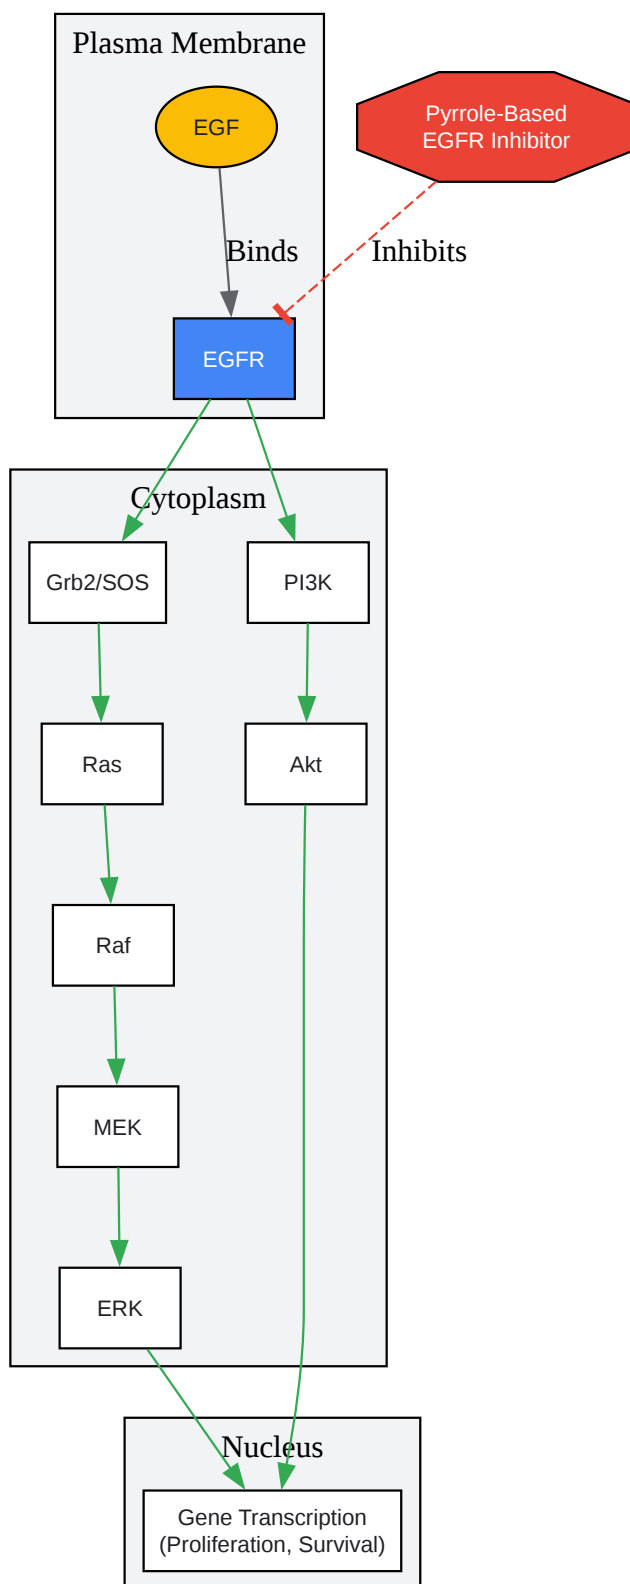 Plasma Membrane
EGF
Pyrrole-Based
EGFR Inhibitor
Binds
Inhibits
EGFR
Cytoplasm
Grb2/SOS
PI3K
Ras
Akt
Raf
MEK
ERK
Nucleus
Gene Transcription
(Proliferation, Survival)